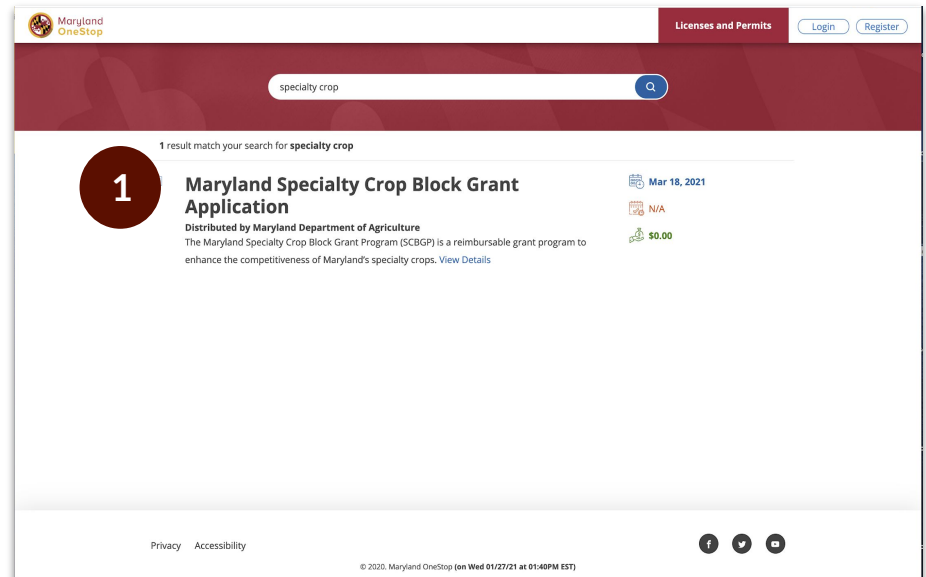 Maryland
OneStop
Licenses and Permits
Login
Register
specialty crop
1 result match your search for specialty crop
1
Maryland Specialty Crop Block Grant
Application
Distributed by Maryland Department of Agriculture
The Maryland Specialty Crop Block Grant Program (SCBGP) is a reimbursable grant program to
enhance the competitiveness of Maryland's specialty crops. View Details
Mar 18, 2021
N/A
$0.00
Privacy
Accessibility
© 2020, Maryland OneStop (on Wed 01/27/21 at 01:40PM EST)